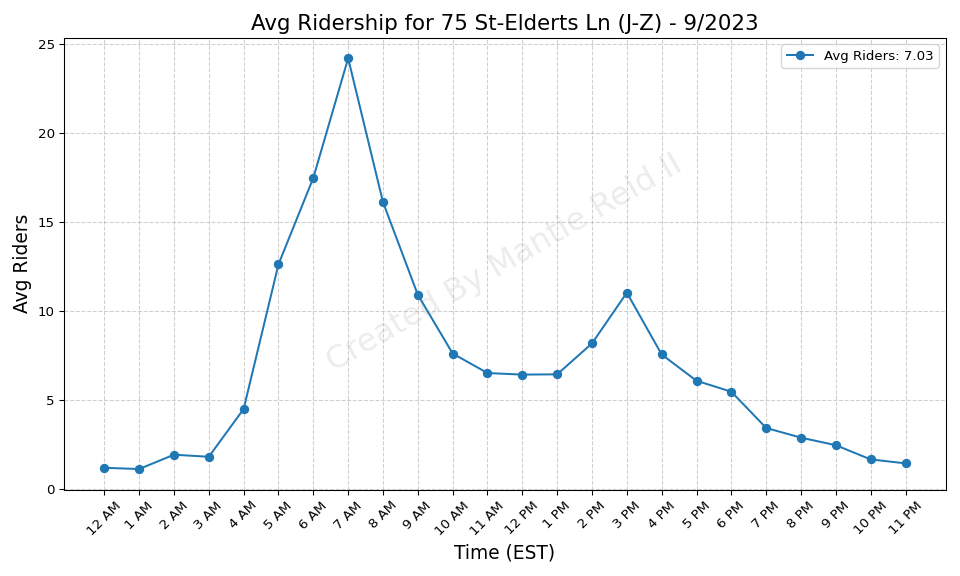 Avg Ridership for 75 St-Elderts Ln (J-Z) - 9/2023
Avg Riders: 7.03
25
20
15
10
5
0
Avg Riders
Created By Mantle Reid II
12 AM 1 AM 2 AM 3 AM 4 AM 5 AM 6 AM 7 AM 8 AM 9 AM 10 AM 11 AM 12 PM 1 PM 2 PM 3 PM 4 PM 5 PM 6 PM 7 PM 8 PM 9 PM 10 PM 11 PM
Time (EST)